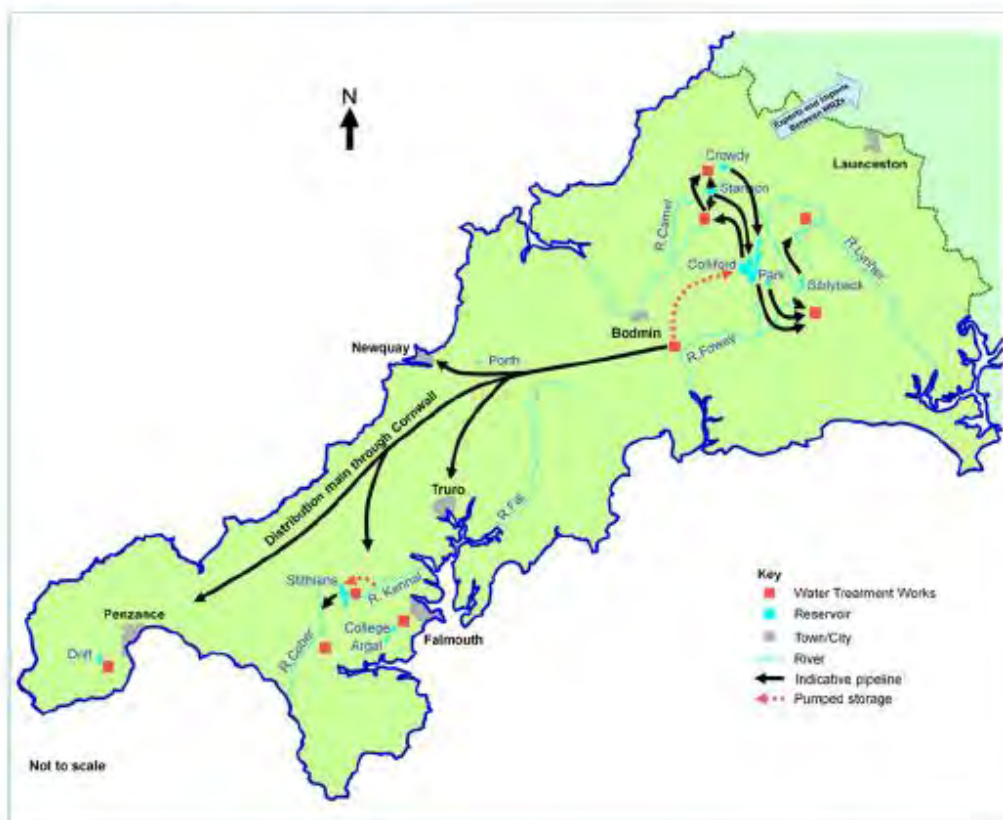 N
Exports and Imports
Between WRZs
Launceston
Crowdy
Stannon
R.Camel
R.Lynher
Colliford
Park
Siblyback
Bodmin
R.Fowey
Newquay
Porth
Distribution main through Cornwall
Truro
R.Fal
Stithians
R. Kennal
Penzance
College
Falmouth
Argal
R.Cober
Drift
Key
Water Treatment Works
Reservoir
Town/City
River
Indicative pipeline
Pumped storage
Not to scale